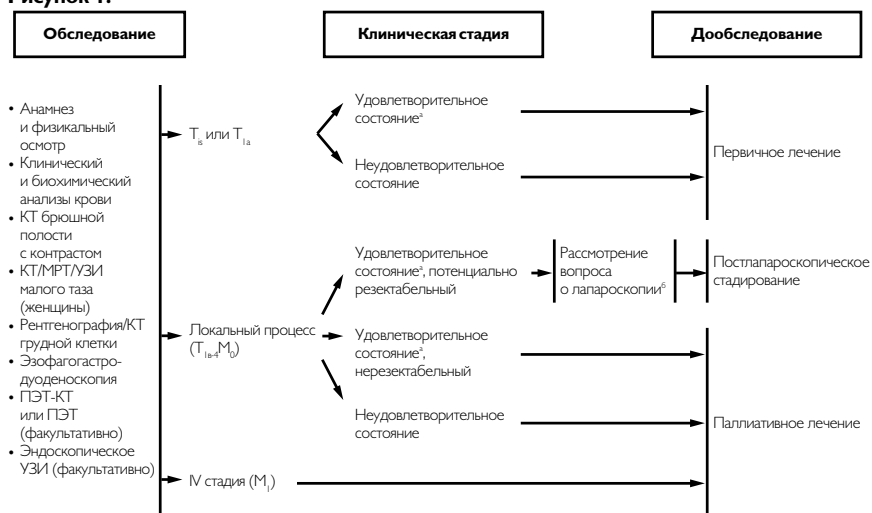 Рисунок 1.
Обследование
Клиническая стадия
Дообследование
• Анамнез
и физикальный
осмотр
• Клинический
и биохимический
анализы крови
• КТ брюшной
полости
с контрастом
• КТ/МРТ/УЗИ
малого таза
(женщины)
• Рентгенография/КТ
грудной клетки
• Эзофагогастро-
дуоденоскопия
• ПЭТ-КТ
или ПЭТ
(факультативно)
• Эндоскопическое
УЗИ (факультативно)
Tis или T1a
Удовлетворительное
состояниеа
Неудовлетворительное
состояние
Первичное лечение
Локальный процесс
(T1в-4M0)
Удовлетворительное
состояниеа, потенциально
резектабельный
Рассмотрение
вопроса
о лапароскопииб
Постлапароскопическое
стадирование
Удовлетворительное
состояниеа,
нерезектабельный
Неудовлетворительное
состояние
Паллиативное лечение
IV стадия (M1)